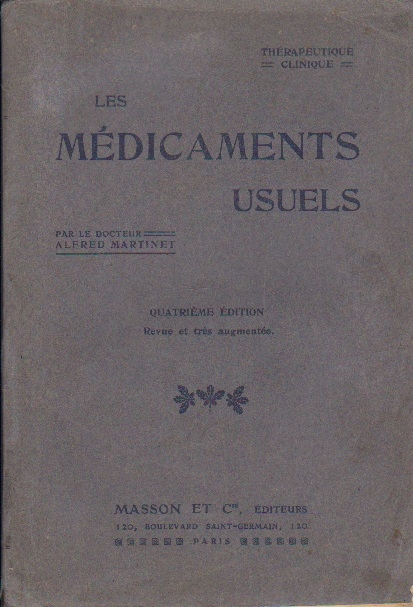 THÉRAPEUTIQUE
CLINIQUE
LES
MÉDICAMENTS
USUELS
PAR LE DOCTEUR
ALFRED MARTINET
QUATRIÈME ÉDITION
Revue et très augmentée.
MASSON ET Cie, ÉDITEURS
120, BOULEVARD SAINT-GERMAIN, 120
PARIS